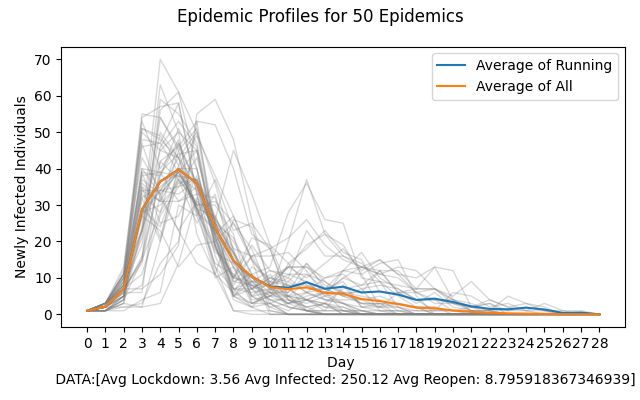 Epidemic Profiles for 50 Epidemics
70
60
50
40
30
20
10
0
Newly Infected Individuals
Average of Running
Average of All
0 1 2 3 4 5 6 7 8 9 10 11 12 13 14 15 16 17 18 19 20 21 22 23 24 25 26 27 28
Day
DATA:[Avg Lockdown: 3.56 Avg Infected: 250.12 Avg Reopen: 8.795918367346939]